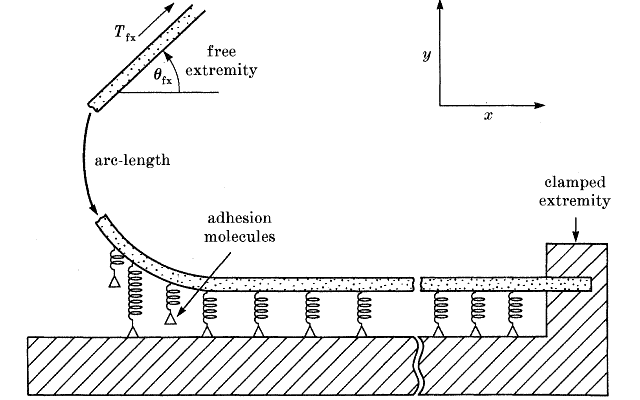 T_fx
free
extremity
θ_fx
y
x
arc-length
clamped
extremity
adhesion
molecules